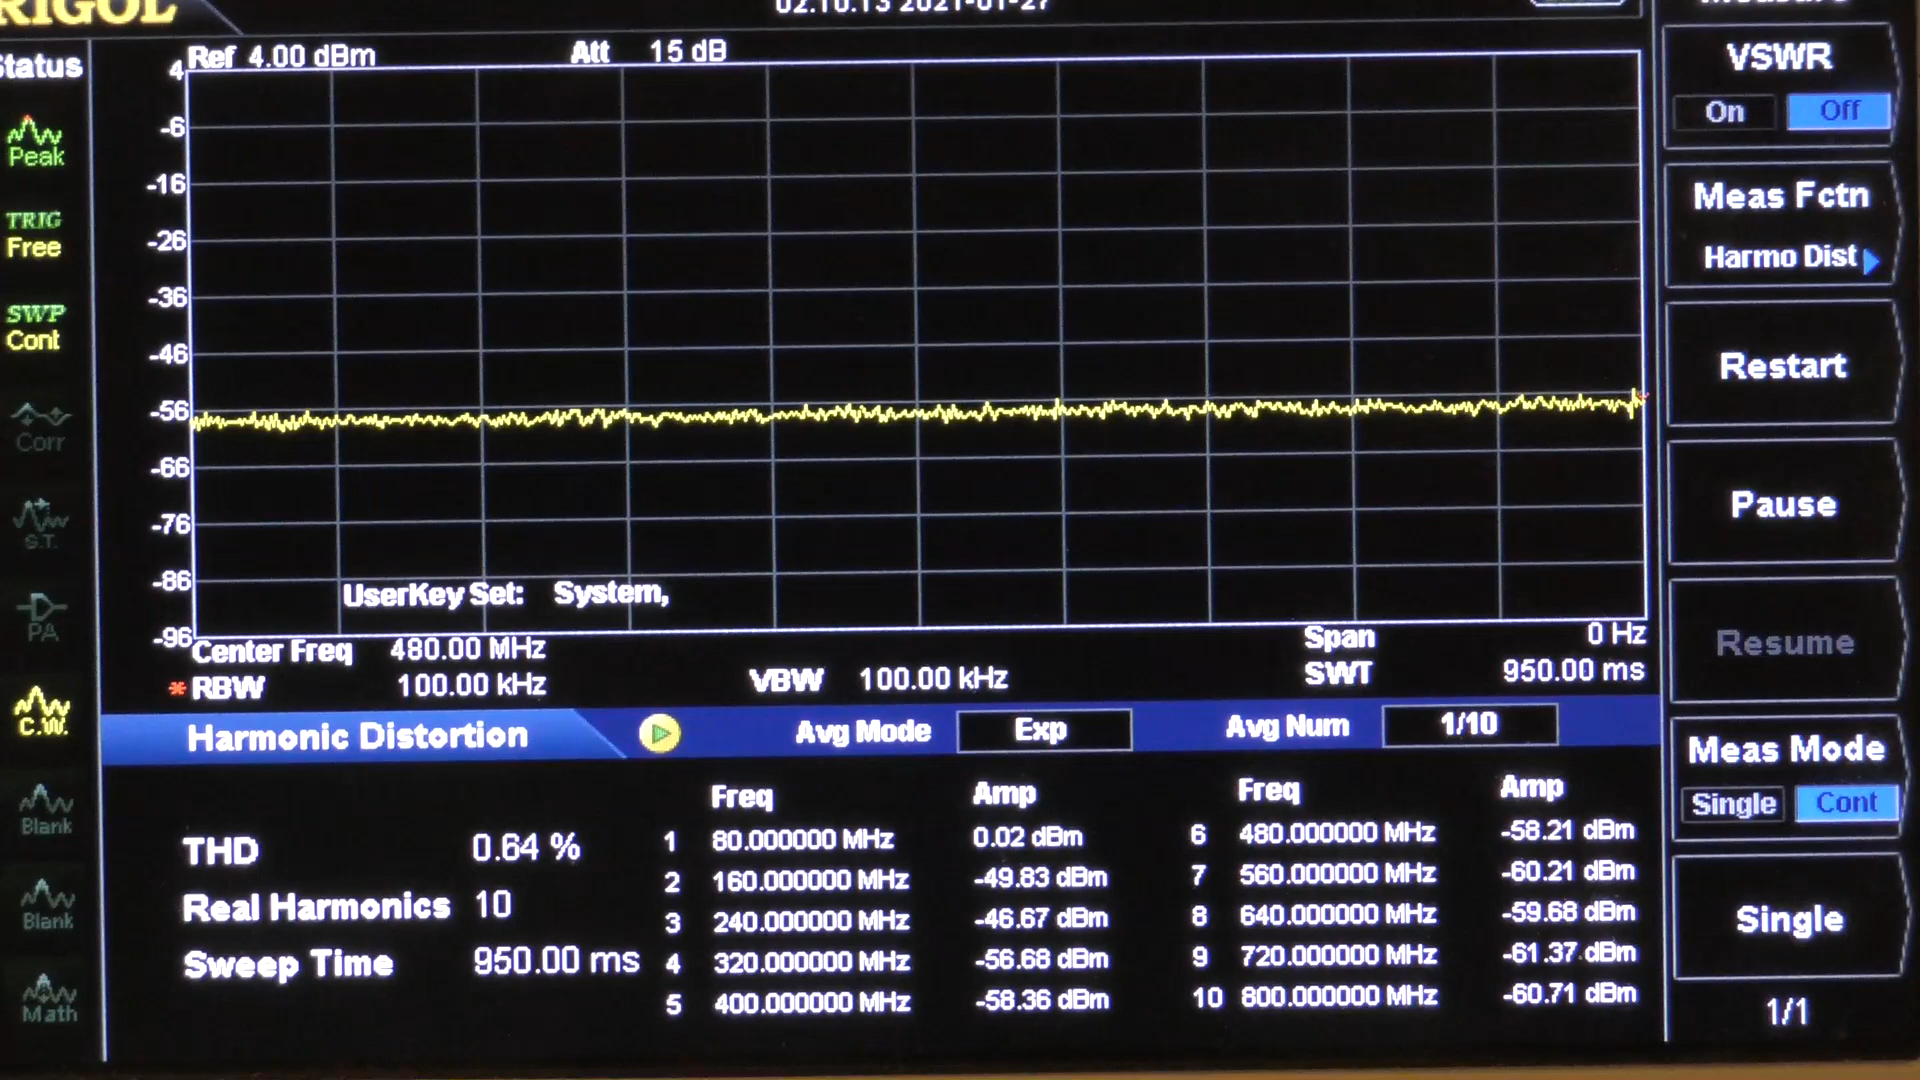 RIGOL
02:10:13 2021-01-27
Status
Ref 4.00 dBm Att 15 dB
4
-6
-16
-26
-36
-46
-56
-66
-76
-86
-96
Peak
TRIG
Free
SWP
Cont
Corr
S.T.
PA
C.W.
Blank
Blank
Math
UserKey Set: System,
Center Freq 480.00 MHz Span 0 Hz
*RBW 100.00 kHz VBW 100.00 kHz SWT 950.00 ms
Harmonic Distortion Avg Mode Exp Avg Num 1/10
Freq Amp Freq Amp
THD 0.64 %
Real Harmonics 10
Sweep Time 950.00 ms
1 80.000000 MHz 0.02 dBm 6 480.000000 MHz -58.21 dBm
2 160.000000 MHz -49.83 dBm 7 560.000000 MHz -60.21 dBm
3 240.000000 MHz -46.67 dBm 8 640.000000 MHz -59.68 dBm
4 320.000000 MHz -56.68 dBm 9 720.000000 MHz -61.37 dBm
5 400.000000 MHz -58.36 dBm 10 800.000000 MHz -60.71 dBm
VSWR
On Off
Meas Fctn
Harmo Dist
Restart
Pause
Resume
Meas Mode
Single Cont
Single
1/1